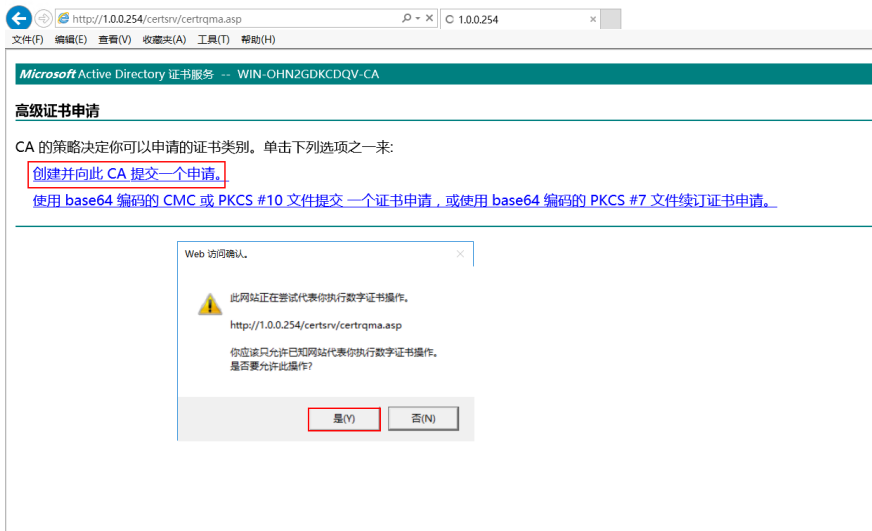 http://1.0.0.254/certsrv/certrqma.asp
1.0.0.254
文件(F) 编辑(E) 查看(V) 收藏夹(A) 工具(T) 帮助(H)
Microsoft Active Directory 证书服务 -- WIN-OHN2GDKCDQV-CA
高级证书申请
CA 的策略决定你可以申请的证书类别。单击下列选项之一来:
创建并向此 CA 提交一个申请。
使用 base64 编码的 CMC 或 PKCS #10 文件提交 一个证书申请，或使用 base64 编码的 PKCS #7 文件续订证书申请。
Web 访问确认。
此网站正在尝试代表你执行数字证书操作。
http://1.0.0.254/certsrv/certrqma.asp
你应该只允许已知网站代表你执行数字证书操作。
是否要允许此操作?
是(Y) 否(N)